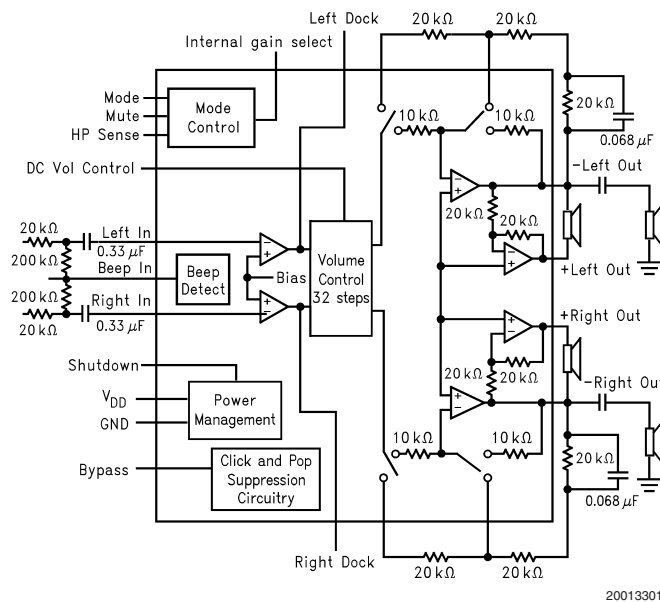 Left Dock
20 kΩ
20 kΩ
Internal gain select
Mode
Mute
HP Sense
Mode
Control
10 kΩ
10 kΩ
20 kΩ
0.068 μF
DC Vol Control
−Left Out
20 kΩ
Left In
0.33 μF
200 kΩ
Beep In
Beep
Detect
Bias
Volume
Control
32 steps
20 kΩ
20 kΩ
+Left Out
200 kΩ
Right In
20 kΩ
0.33 μF
+Right Out
Shutdown
20 kΩ
20 kΩ
−Right Out
VDD
GND
Power
Management
10 kΩ
10 kΩ
20 kΩ
0.068 μF
Bypass
Click and Pop
Suppression
Circuitry
Right Dock
20 kΩ
20 kΩ
20013301